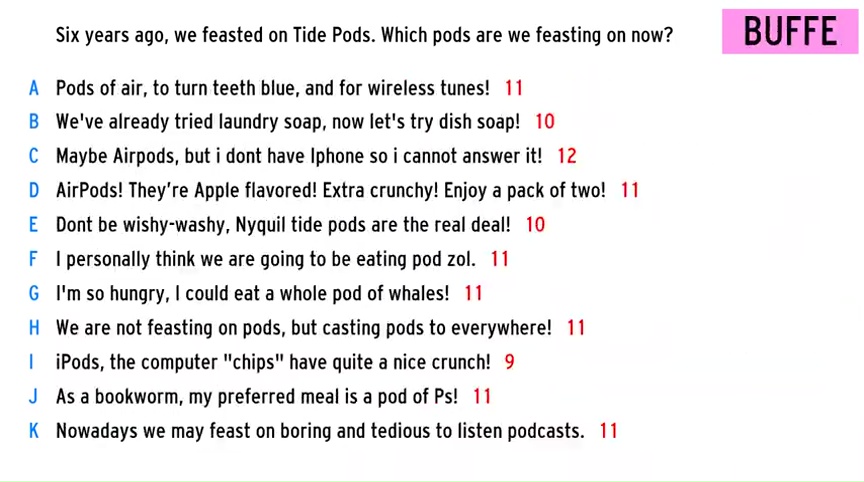 Six years ago, we feasted on Tide Pods. Which pods are we feasting on now?
BUFFE
A Pods of air, to turn teeth blue, and for wireless tunes! 11
B We've already tried laundry soap, now let's try dish soap! 10
C Maybe Airpods, but i dont have Iphone so i cannot answer it! 12
D AirPods! They're Apple flavored! Extra crunchy! Enjoy a pack of two! 11
E Dont be wishy-washy, Nyquil tide pods are the real deal! 10
F I personally think we are going to be eating pod zol. 11
G I'm so hungry, I could eat a whole pod of whales! 11
H We are not feasting on pods, but casting pods to everywhere! 11
I iPods, the computer "chips" have quite a nice crunch! 9
J As a bookworm, my preferred meal is a pod of Ps! 11
K Nowadays we may feast on boring and tedious to listen podcasts. 11